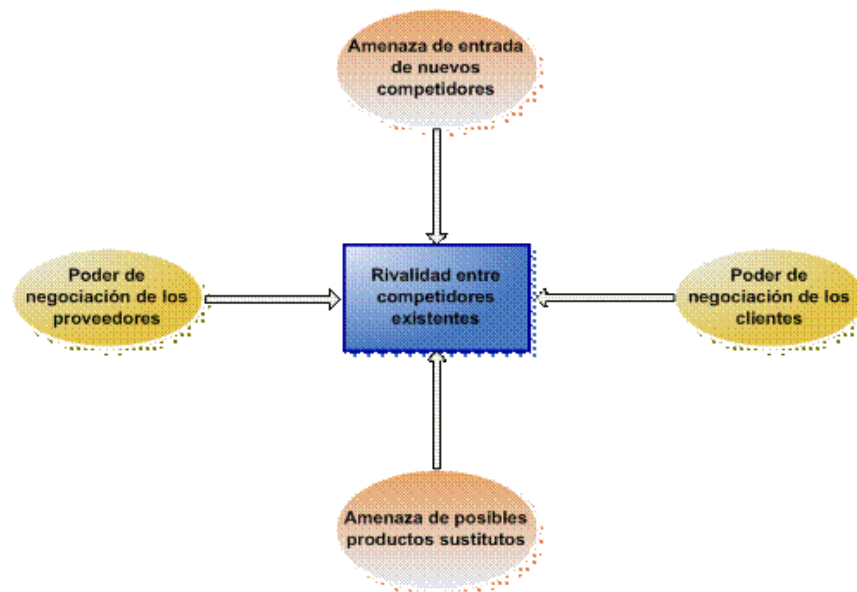 Amenaza de entrada
de nuevos
competidores
Poder de
negociación de los
proveedores
Rivalidad entre
competidores
existentes
Poder de
negociación de los
clientes
Amenaza de posibles
productos sustitutos